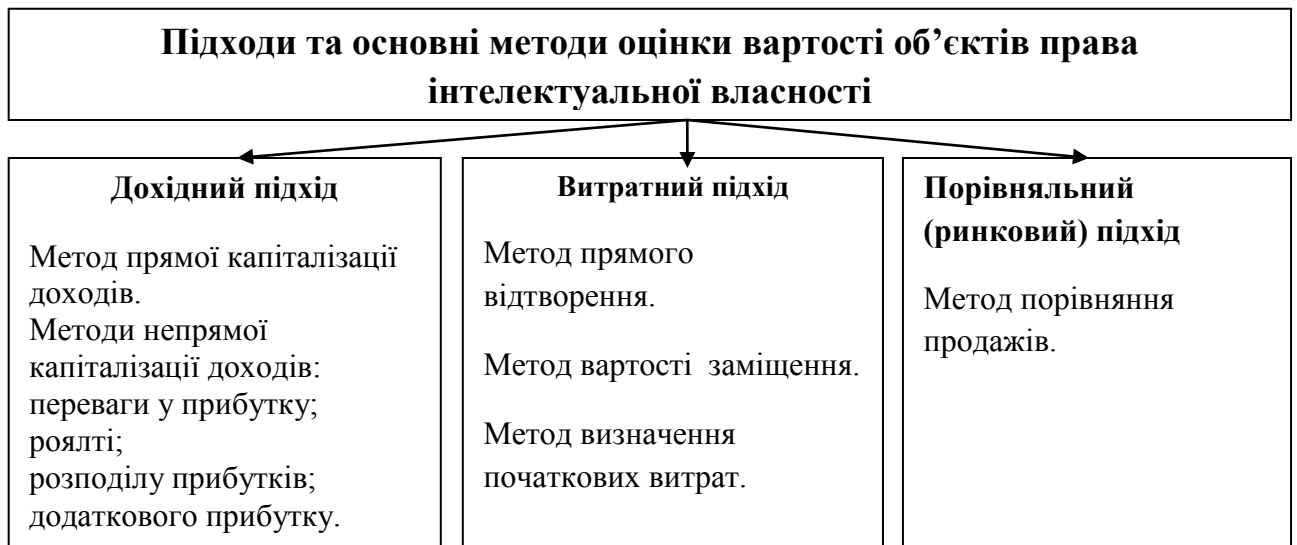 Підходи та основні методи оцінки вартості об’єктів права
інтелектуальної власності
Дохідний підхід
Метод прямої капіталізації
доходів.
Методи непрямої
капіталізації доходів:
переваги у прибутку;
роялті;
розподілу прибутків;
додаткового прибутку.
Витратний підхід
Метод прямого
відтворення.
Метод вартості заміщення.
Метод визначення
початкових витрат.
Порівняльний
(ринковий) підхід
Метод порівняння
продажів.